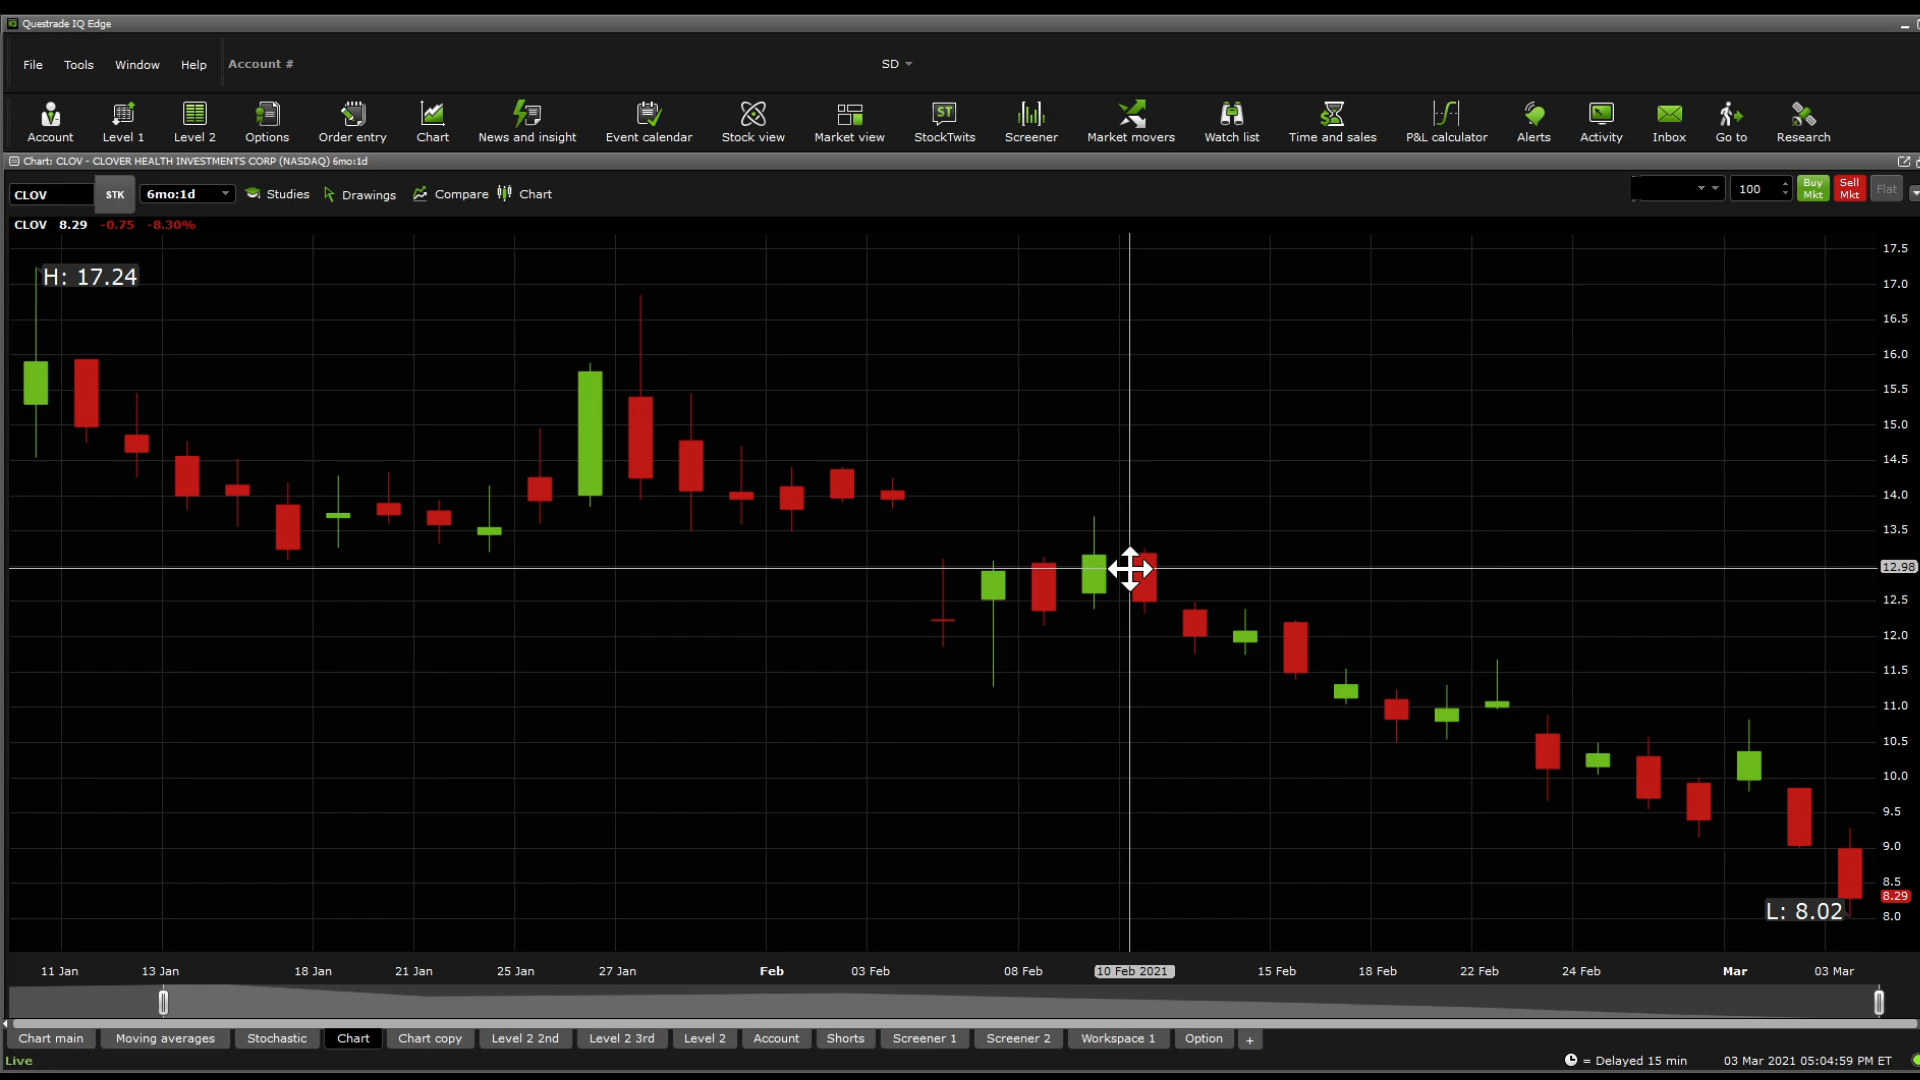 Questrade IQ Edge
File Tools Window Help Account # SD
Account Level 1 Level 2 Options Order entry Chart News and insight Event calendar Stock view Market view StockTwits Screener Market movers Watch list Time and sales P&L calculator Alerts Activity Inbox Go to Research
Chart: CLOV - CLOVER HEALTH INVESTMENTS CORP (NASDAQ) 6mo:1d
CLOV STK 6mo:1d Studies Drawings Compare Chart 100 Buy Mkt Sell Mkt Flat
CLOV 8.29 -0.75 -8.30%
17.5
H: 17.24
17.0
16.5
16.0
15.5
15.0
14.5
14.0
13.5
12.98
12.5
12.0
11.5
11.0
10.5
10.0
9.5
9.0
8.5
8.29
L: 8.02
8.0
11 Jan 13 Jan 18 Jan 21 Jan 25 Jan 27 Jan Feb 03 Feb 08 Feb 10 Feb 2021 15 Feb 18 Feb 22 Feb 24 Feb Mar 03 Mar
Chart main Moving averages Stochastic Chart Chart copy Level 2 2nd Level 2 3rd Level 2 Account Shorts Screener 1 Screener 2 Workspace 1 Option +
Live = Delayed 15 min 03 Mar 2021 05:04:59 PM ET